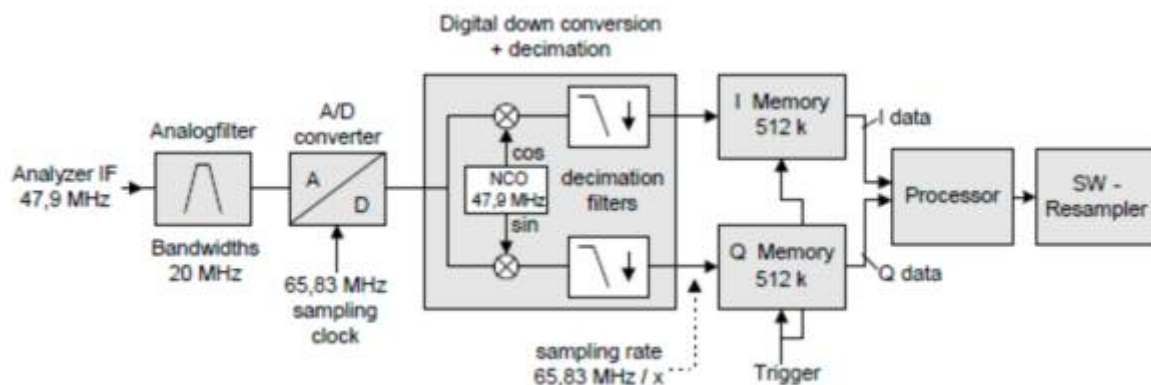 Digital down conversion
+ decimation
A/D
converter
Analogfilter
Analyzer IF
47,9 MHz
A
D
cos
NCO
47,9 MHz
sin
decimation
filters
I Memory
512 k
I data
Processor
SW -
Resampler
Bandwidths
20 MHz
65,83 MHz
sampling
clock
Q Memory
512 k
Q data
sampling rate
65,83 MHz / x
Trigger